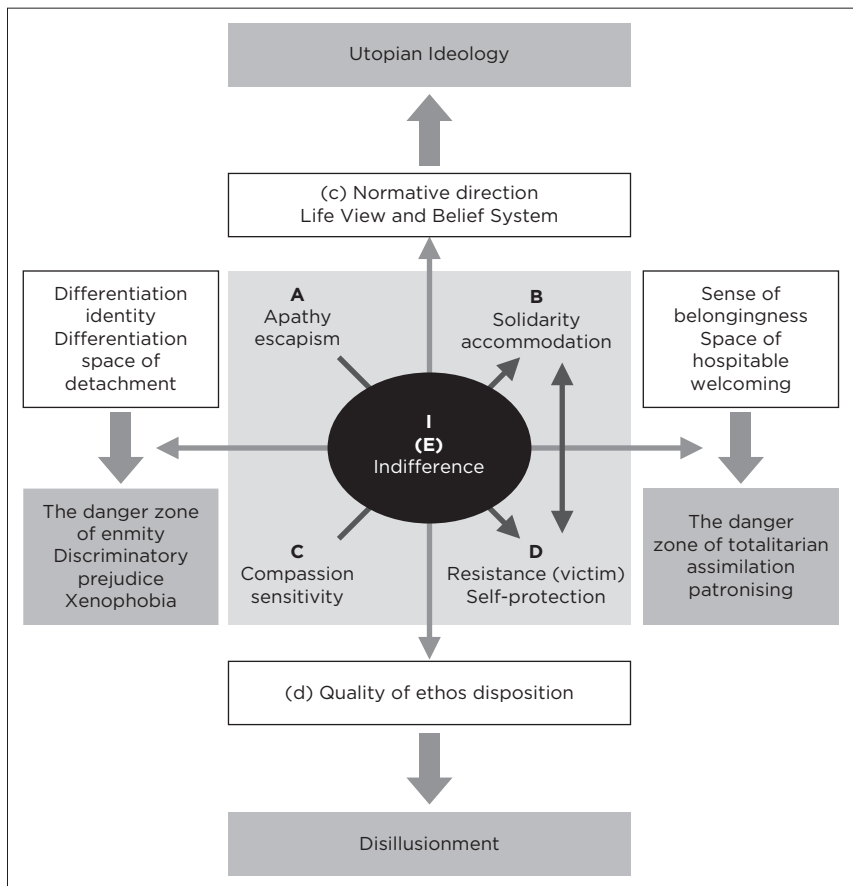 Utopian Ideology
(c) Normative direction
Life View and Belief System
Differentiation
identity
Differentiation
space of
detachment
A
Apathy
escapism
B
Solidarity
accommodation
Sense of
belongingness
Space of
hospitable
welcoming
I
(E)
Indifference
The danger zone
of enmity
Discriminatory
prejudice
Xenophobia
C
Compassion
sensitivity
D
Resistance (victim)
Self-protection
The danger
zone of totalitarian
assimilation
patronising
(d) Quality of ethos disposition
Disillusionment